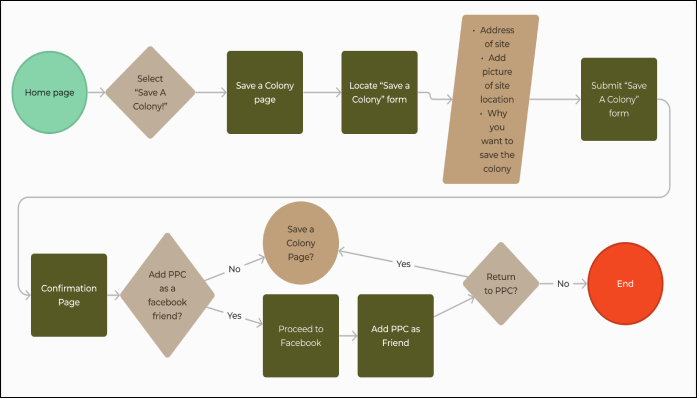 Home page
Select
“Save A
Colony!”
Save a Colony
page
Locate “Save a
Colony” form
• Address
of site
• Add
picture
of site
location
• Why
you
want to
save the
colony
Submit “Save
A Colony”
form
Confirmation
Page
Add PPC
as a
facebook
friend?
No
Yes
Save a
Colony
Page?
Proceed to
Facebook
Add PPC as
Friend
Yes
Return
to PPC?
No
End